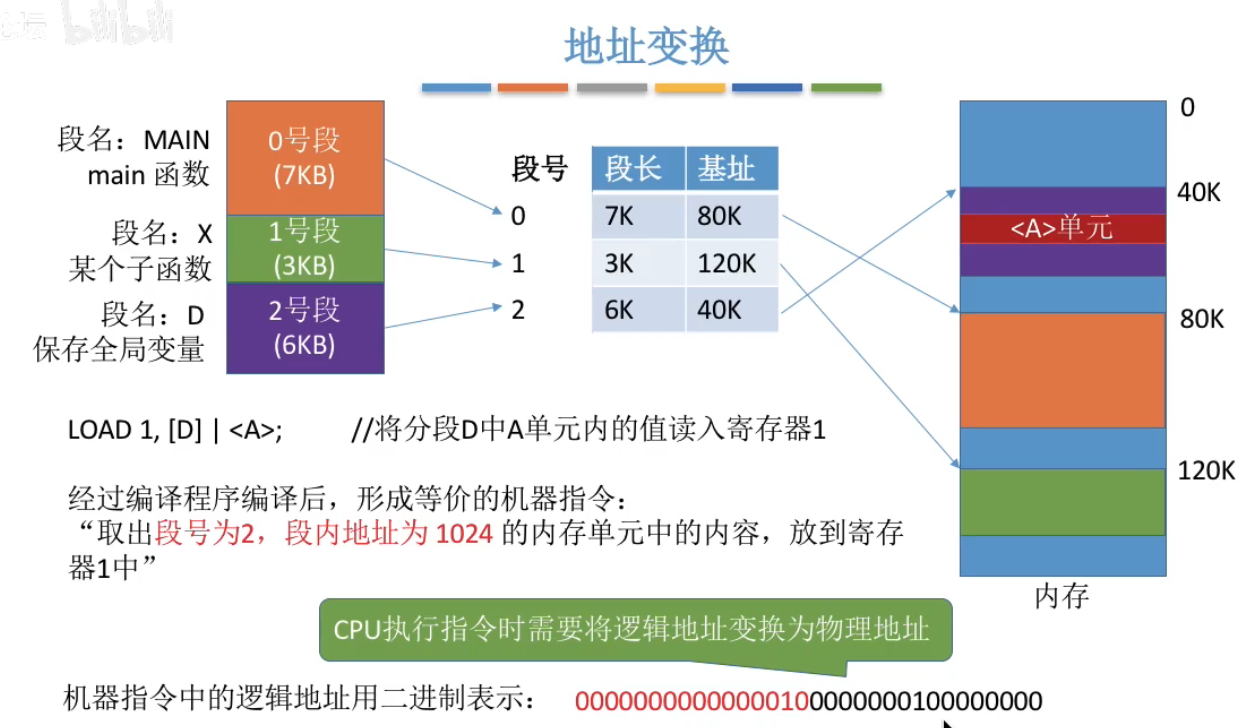 bilibili
地址变换
段名：MAIN
main 函数
0号段
(7KB)
段名：X
某个子函数
1号段
(3KB)
段名：D
保存全局变量
2号段
(6KB)
段号 段长 基址
0 7K 80K
1 3K 120K
2 6K 40K
0
40K
<A>单元
80K
120K
内存
LOAD 1, [D] | <A>; //将分段D中A单元内的值读入寄存器1
经过编译程序编译后，形成等价的机器指令：
“取出段号为2，段内地址为 1024 的内存单元中的内容，放到寄存
器1中”
CPU执行指令时需要将逻辑地址变换为物理地址
机器指令中的逻辑地址用二进制表示： 00000000000000100000000100000000